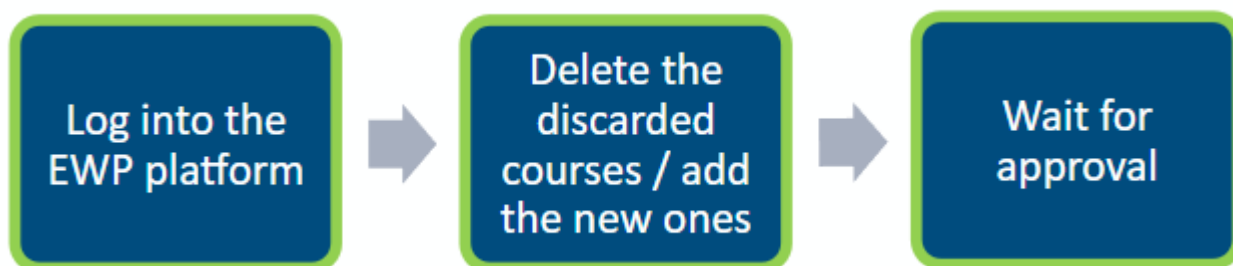 Log into the
EWP platform
Delete the
discarded
courses / add
the new ones
Wait for
approval